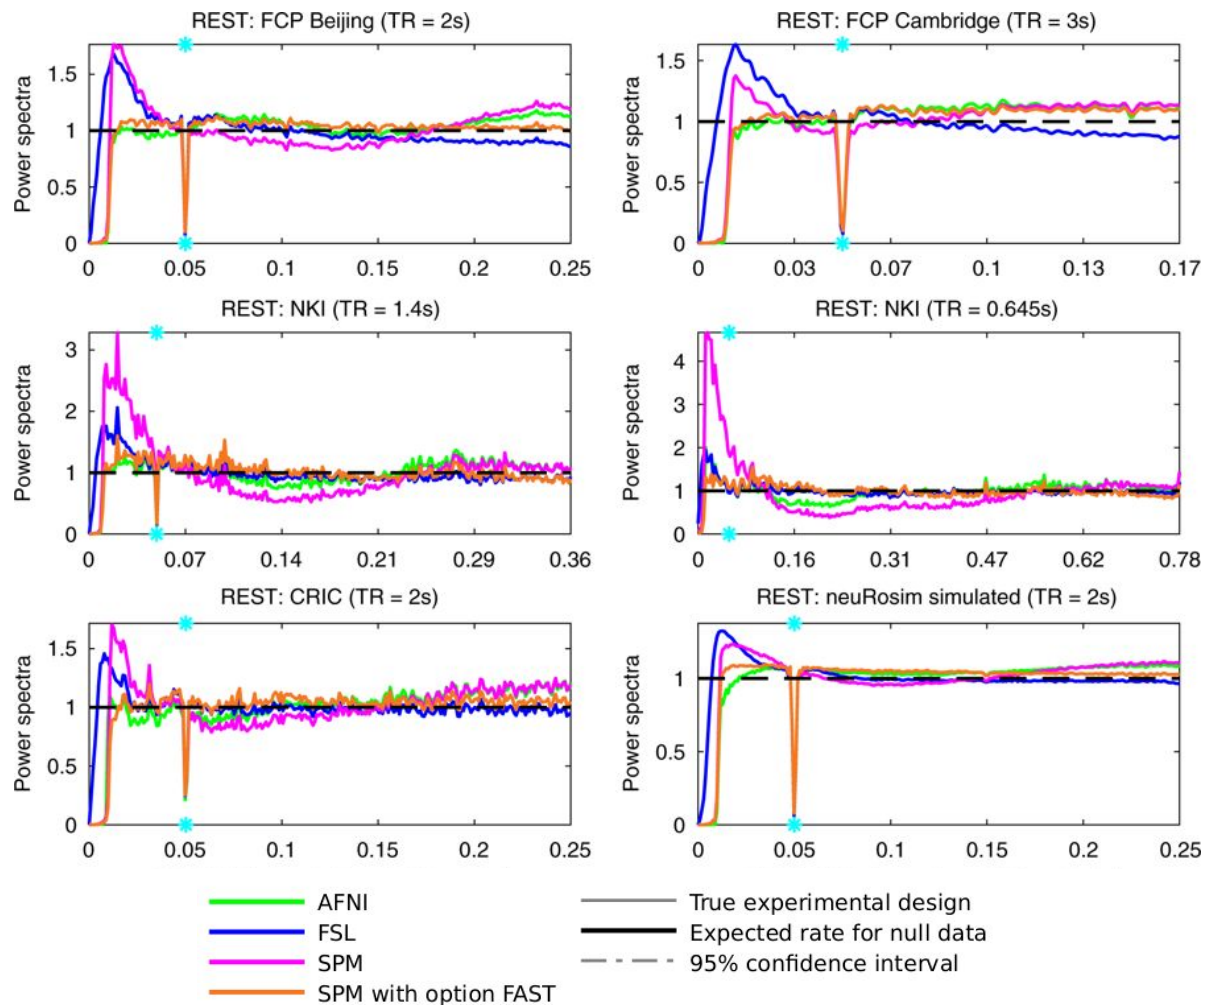 REST: FCP Beijing (TR = 2s)
Power spectra
1.5
1
0.5
0
0 0.05 0.1 0.15 0.2 0.25
REST: FCP Cambridge (TR = 3s)
Power spectra
1.5
1
0.5
0
0 0.03 0.07 0.1 0.13 0.17
REST: NKI (TR = 1.4s)
Power spectra
3
2
1
0
0 0.07 0.14 0.21 0.29 0.36
REST: NKI (TR = 0.645s)
Power spectra
4
3
2
1
0
0 0.16 0.31 0.47 0.62 0.78
REST: CRIC (TR = 2s)
Power spectra
1.5
1
0.5
0
0 0.05 0.1 0.15 0.2 0.25
REST: neuRosim simulated (TR = 2s)
Power spectra
1.5
1
0.5
0
0 0.05 0.1 0.15 0.2 0.25
AFNI
FSL
SPM
SPM with option FAST
True experimental design
Expected rate for null data
95% confidence interval